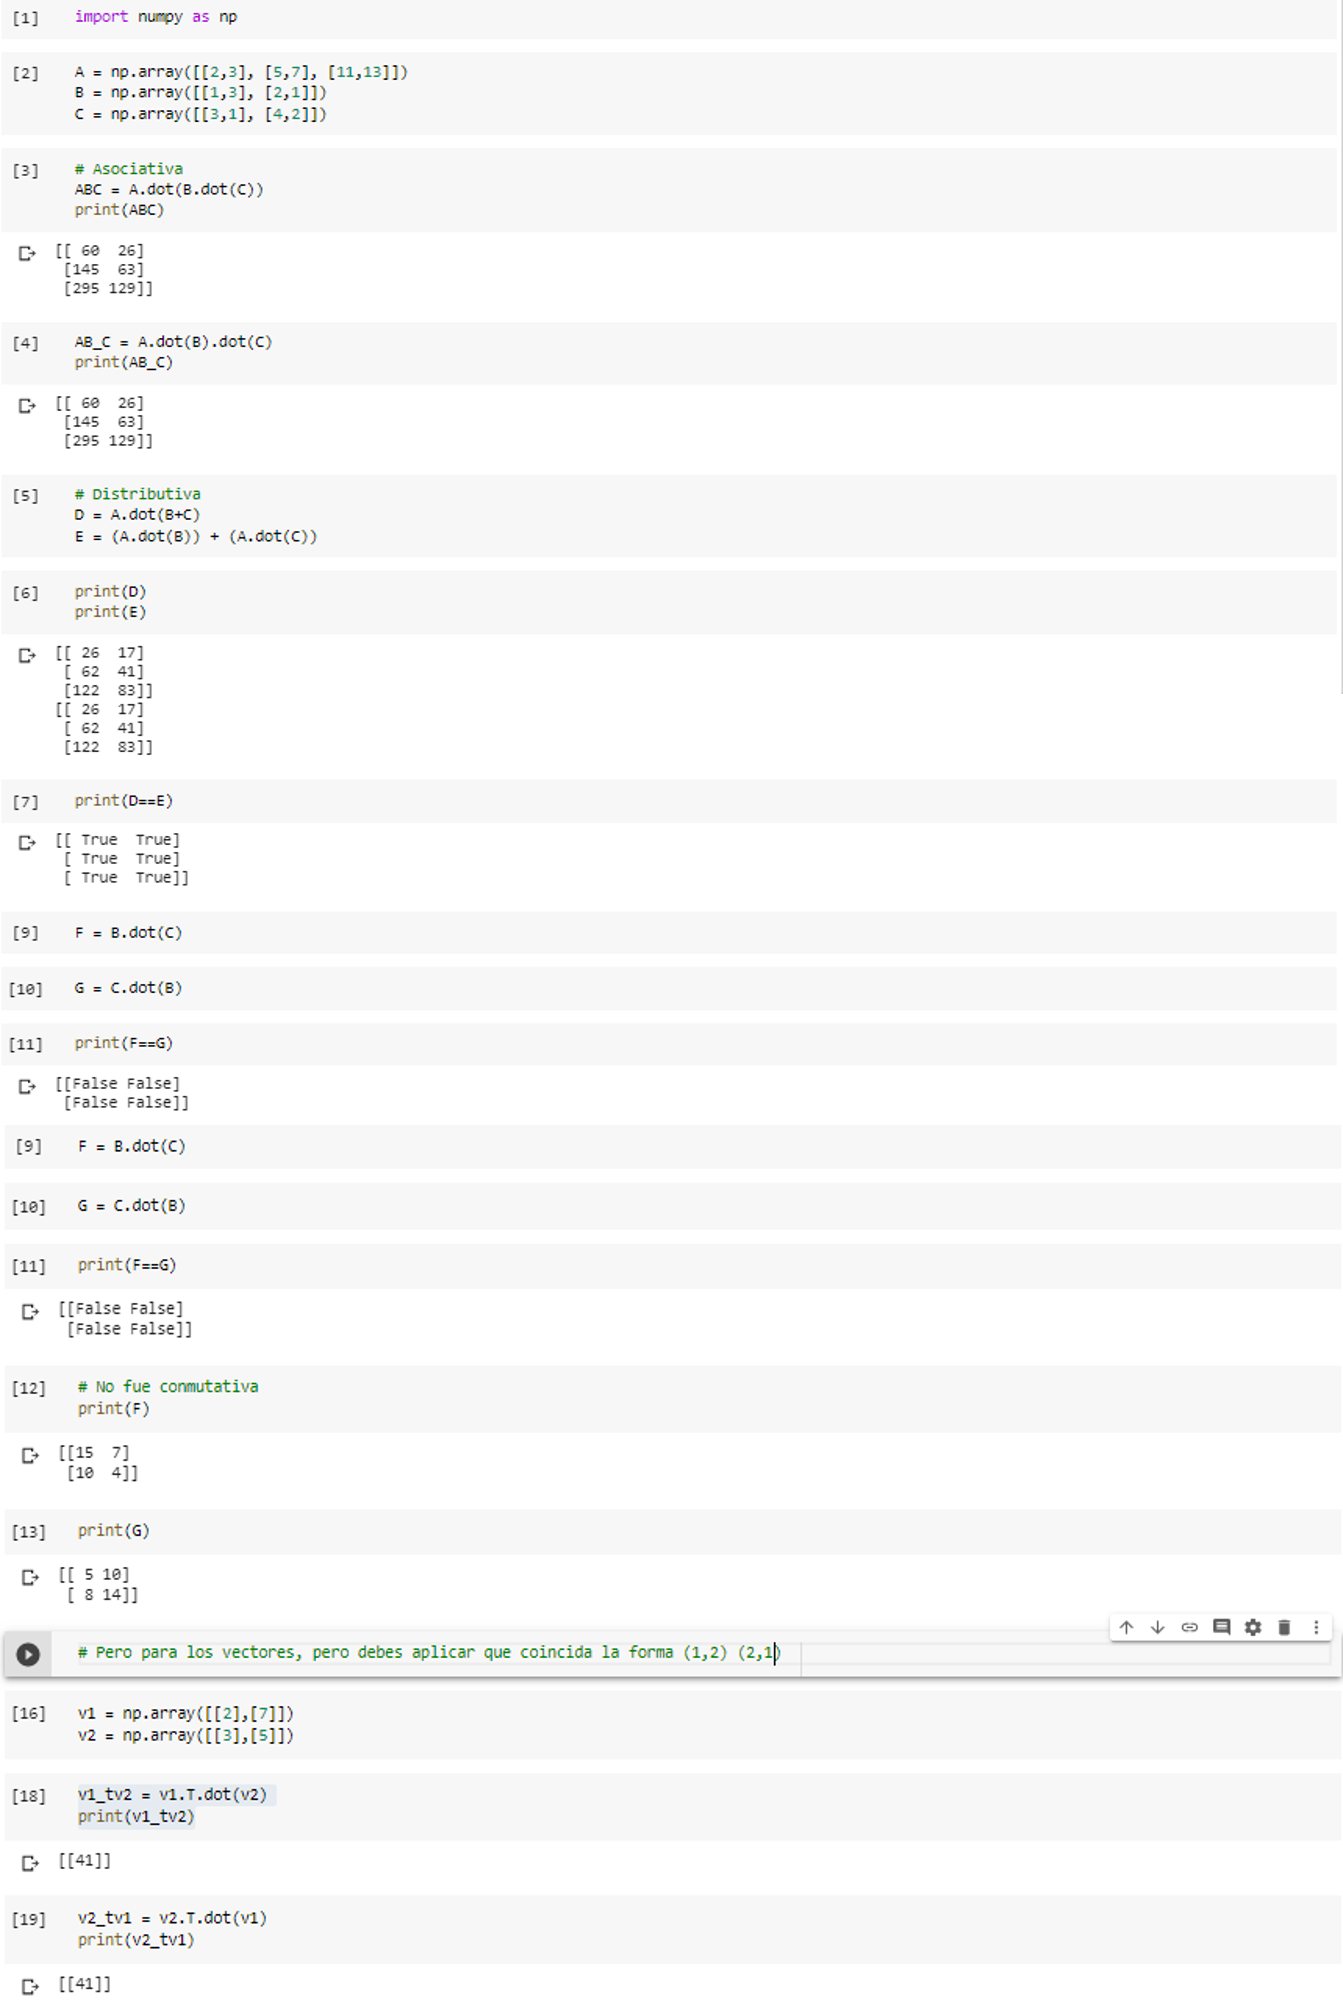 [1] import numpy as np
[2] A = np.array([[2,3], [5,7], [11,13]])
B = np.array([[1,3], [2,1]])
C = np.array([[3,1], [4,2]])
[3] # Asociativa
ABC = A.dot(B.dot(C))
print(ABC)
[[ 60  26]
 [145  63]
 [295 129]]
[4] AB_C = A.dot(B).dot(C)
print(AB_C)
[[ 60  26]
 [145  63]
 [295 129]]
[5] # Distributiva
D = A.dot(B+C)
E = (A.dot(B)) + (A.dot(C))
[6] print(D)
print(E)
[[ 26  17]
 [ 62  41]
 [122  83]]
[[ 26  17]
 [ 62  41]
 [122  83]]
[7] print(D==E)
[[ True  True]
 [ True  True]
 [ True  True]]
[9] F = B.dot(C)
[10] G = C.dot(B)
[11] print(F==G)
[[False False]
 [False False]]
[9] F = B.dot(C)
[10] G = C.dot(B)
[11] print(F==G)
[[False False]
 [False False]]
[12] # No fue conmutativa
print(F)
[[15  7]
 [10  4]]
[13] print(G)
[[ 5 10]
 [ 8 14]]
# Pero para los vectores, pero debes aplicar que coincida la forma (1,2) (2,1)
[16] v1 = np.array([[2],[7]])
v2 = np.array([[3],[5]])
[18] v1_tv2 = v1.T.dot(v2)
print(v1_tv2)
[[41]]
[19] v2_tv1 = v2.T.dot(v1)
print(v2_tv1)
[[41]]